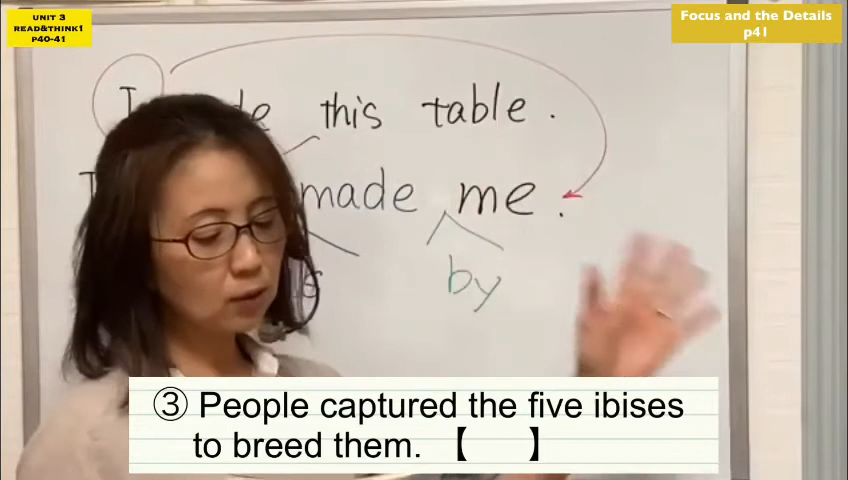 UNIT 3
READ&THINK1
P40-41
Focus and the Details
p41
this table.
made me.
by
③ People captured the five ibises
to breed them. 【 】